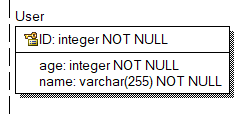 User
ID: integer NOT NULL
age: integer NOT NULL
name: varchar(255) NOT NULL